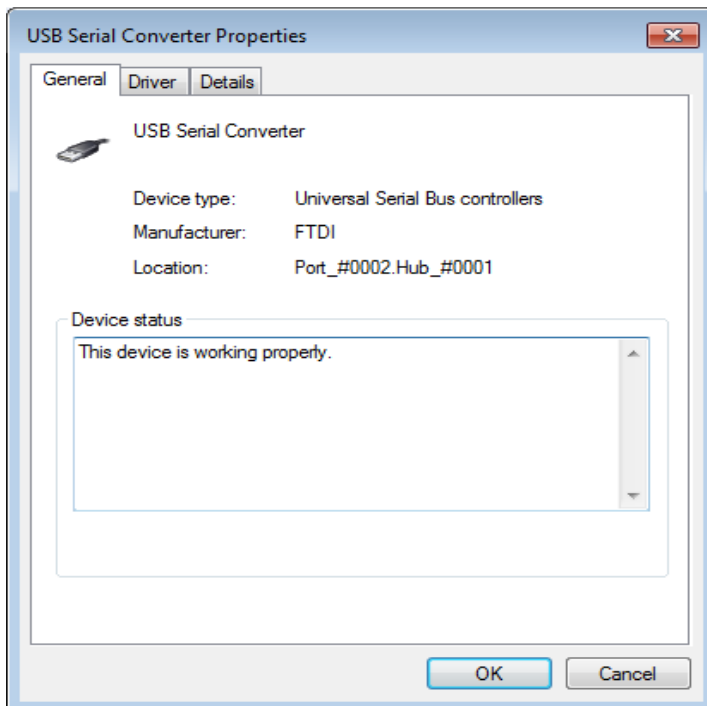 USB Serial Converter Properties
General Driver Details
USB Serial Converter
Device type: Universal Serial Bus controllers
Manufacturer: FTDI
Location: Port_#0002.Hub_#0001
Device status
This device is working properly.
OK Cancel